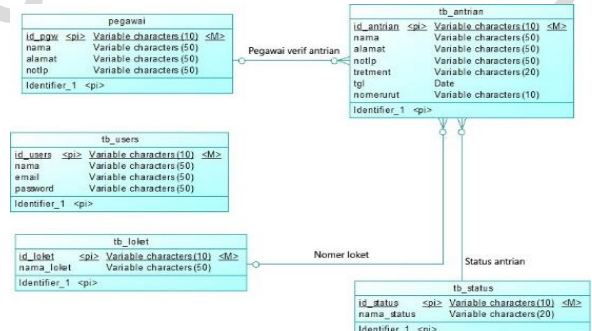 pegawai
id_pgw <pi> Variable characters (10) <M>
nama Variable characters (50)
alamat Variable characters (50)
notlp Variable characters (50)
Identifier_1 <pi>
Pegawai verif antrian
tb_antrian
id_antrian <pi> Variable characters (10) <M>
nama Variable characters (50)
alamat Variable characters (50)
notlp Variable characters (50)
tretment Variable characters (20)
tgl Date
nomerurut Variable characters (10)
Identifier_1 <pi>
tb_users
id_users <pi> Variable characters (10) <M>
nama Variable characters (50)
email Variable characters (50)
password Variable characters (50)
Identifier_1 <pi>
tb_loket
id_loket <pi> Variable characters (10) <M>
nama_loket Variable characters (50)
Identifier_1 <pi>
Nomer loket
Status antrian
tb_status
id_status <pi> Variable characters (10) <M>
nama_status Variable characters (20)
Identifier_1 <pi>